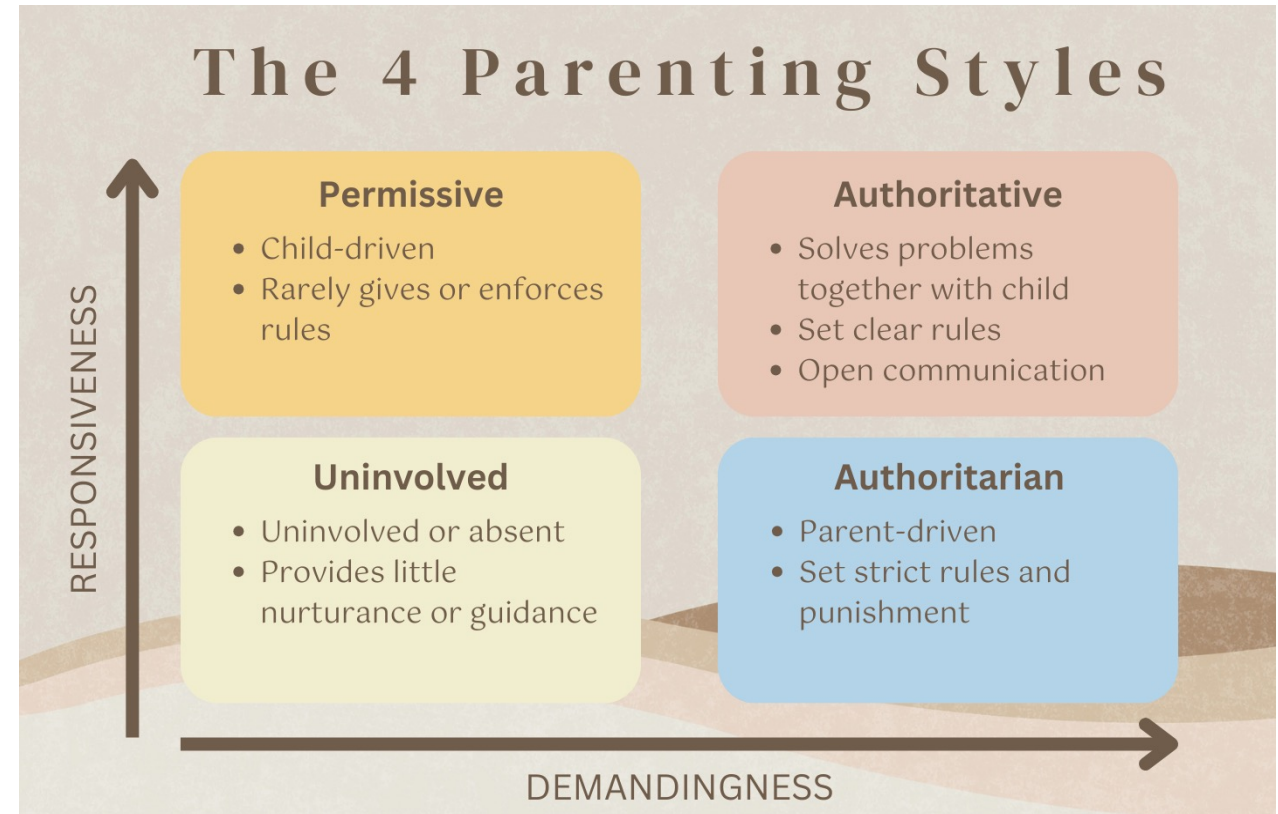 The 4 Parenting Styles
RESPONSIVENESS
Permissive
• Child-driven
• Rarely gives or enforces
rules
Authoritative
• Solves problems
together with child
• Set clear rules
• Open communication
Uninvolved
• Uninvolved or absent
• Provides little
nurturance or guidance
Authoritarian
• Parent-driven
• Set strict rules and
punishment
DEMANDINGNESS